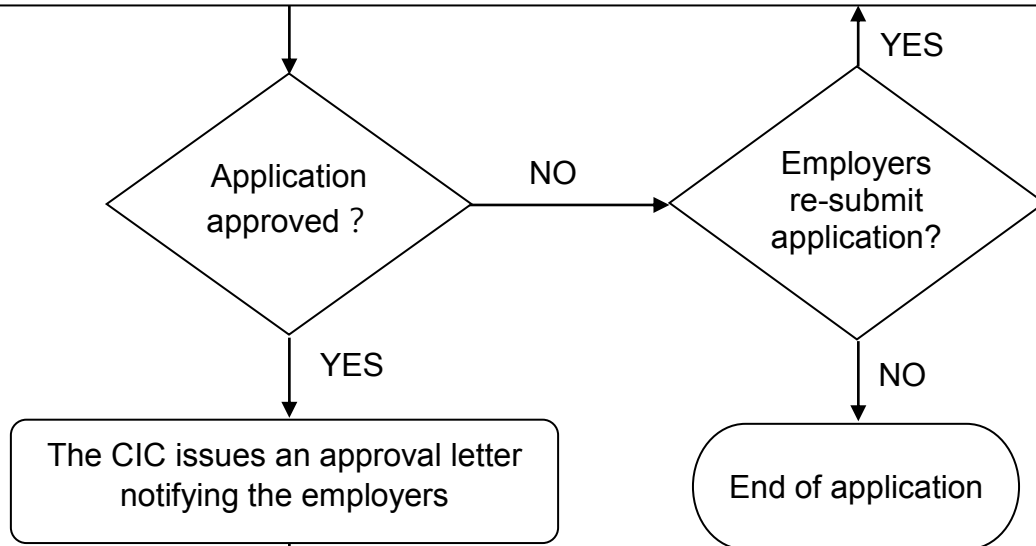 YES
Application
approved？
NO
Employers
re-submit
application?
YES
NO
The CIC issues an approval letter
notifying the employers
End of application